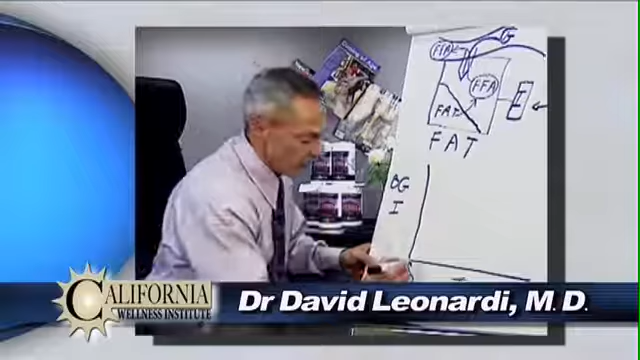 G
FFA
FFA
FAT
E
FAT
BG
I
CALIFORNIA
WELLNESS INSTITUTE
Dr David Leonardi, M.D.